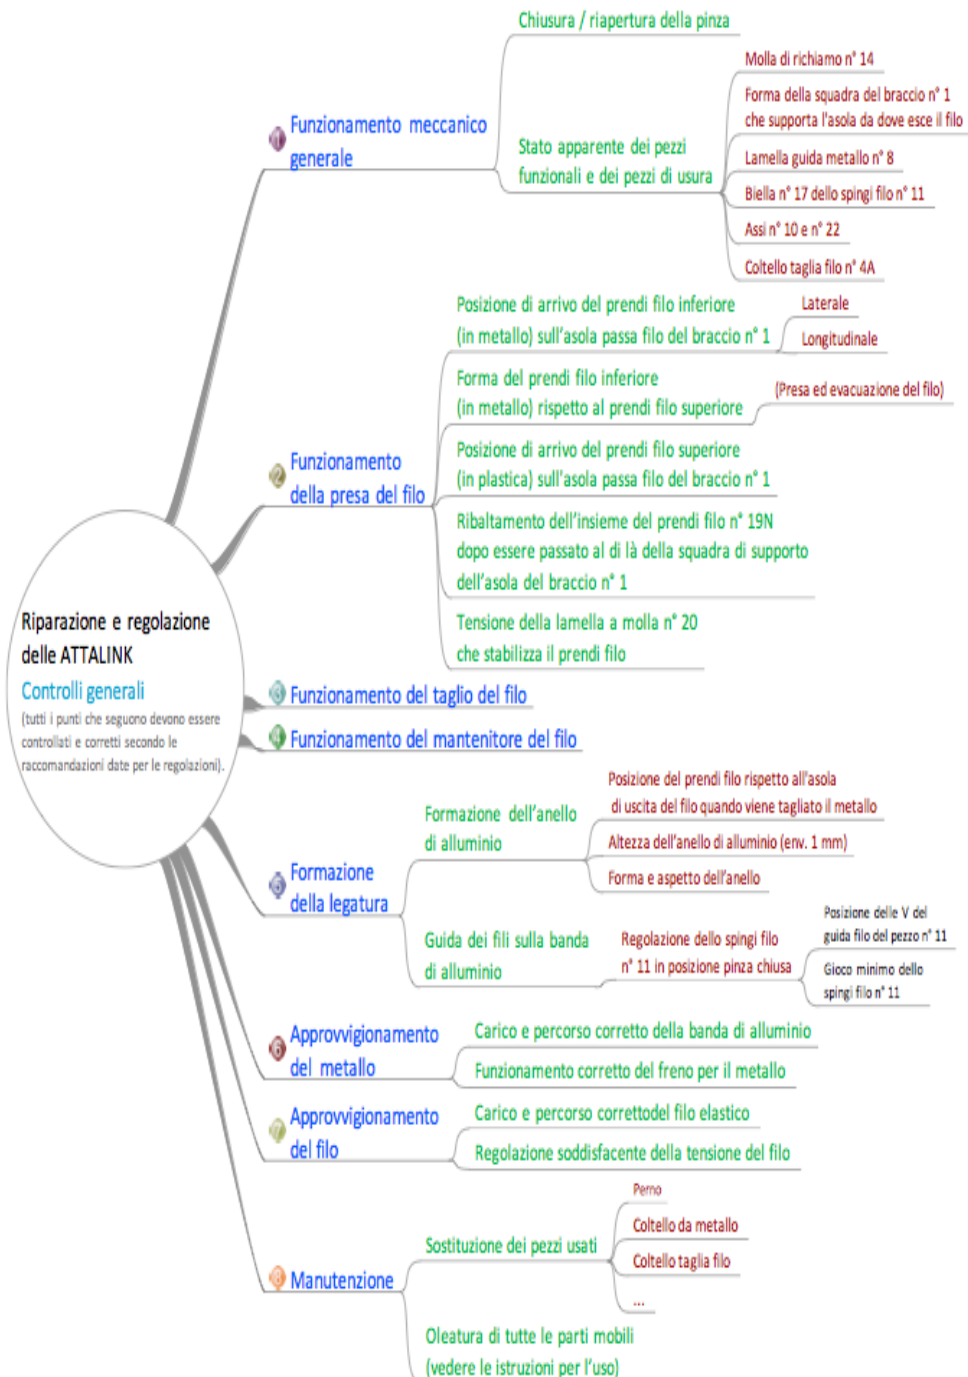 Riparazione e regolazione
delle ATTALINK
Controlli generali
(tutti i punti che seguono devono essere
controllati e corretti secondo le
raccomandazioni date per le regolazioni).
1
Funzionamento meccanico
generale
Chiusura / riapertura della pinza
Stato apparente dei pezzi
funzionali e dei pezzi di usura
Molla di richiamo n° 14
Forma della squadra del braccio n° 1
che supporta l'asola da dove esce il filo
Lamella guida metallo n° 8
Biella n° 17 dello spingi filo n° 11
Assi n° 10 e n° 22
Coltello taglia filo n° 4A
2
Funzionamento
della presa del filo
Posizione di arrivo del prendi filo inferiore
(in metallo) sull'asola passa filo del braccio n° 1
Laterale
Longitudinale
Forma del prendi filo inferiore
(in metallo) rispetto al prendi filo superiore
(Presa ed evacuazione del filo)
Posizione di arrivo del prendi filo superiore
(in plastica) sull'asola passa filo del braccio n° 1
Ribaltamento dell'insieme del prendi filo n° 19N
dopo essere passato al di là della squadra di supporto
dell'asola del braccio n° 1
Tensione della lamella a molla n° 20
che stabilizza il prendi filo
3
Funzionamento del taglio del filo
4
Funzionamento del mantenitore del filo
5
Formazione
della legatura
Formazione dell'anello
di alluminio
Posizione del prendi filo rispetto all'asola
di uscita del filo quando viene tagliato il metallo
Altezza dell'anello di alluminio (env. 1 mm)
Forma e aspetto dell'anello
Guida dei fili sulla banda
di alluminio
Regolazione dello spingi filo
n° 11 in posizione pinza chiusa
Posizione delle V del
guida filo del pezzo n° 11
Gioco minimo dello
spingi filo n° 11
6
Approvvigionamento
del metallo
Carico e percorso corretto della banda di alluminio
Funzionamento corretto del freno per il metallo
7
Approvvigionamento
del filo
Carico e percorso correttodel filo elastico
Regolazione soddisfacente della tensione del filo
8
Manutenzione
Sostituzione dei pezzi usati
Perno
Coltello da metallo
Coltello taglia filo
...
Oleatura di tutte le parti mobili
(vedere le istruzioni per l'uso)